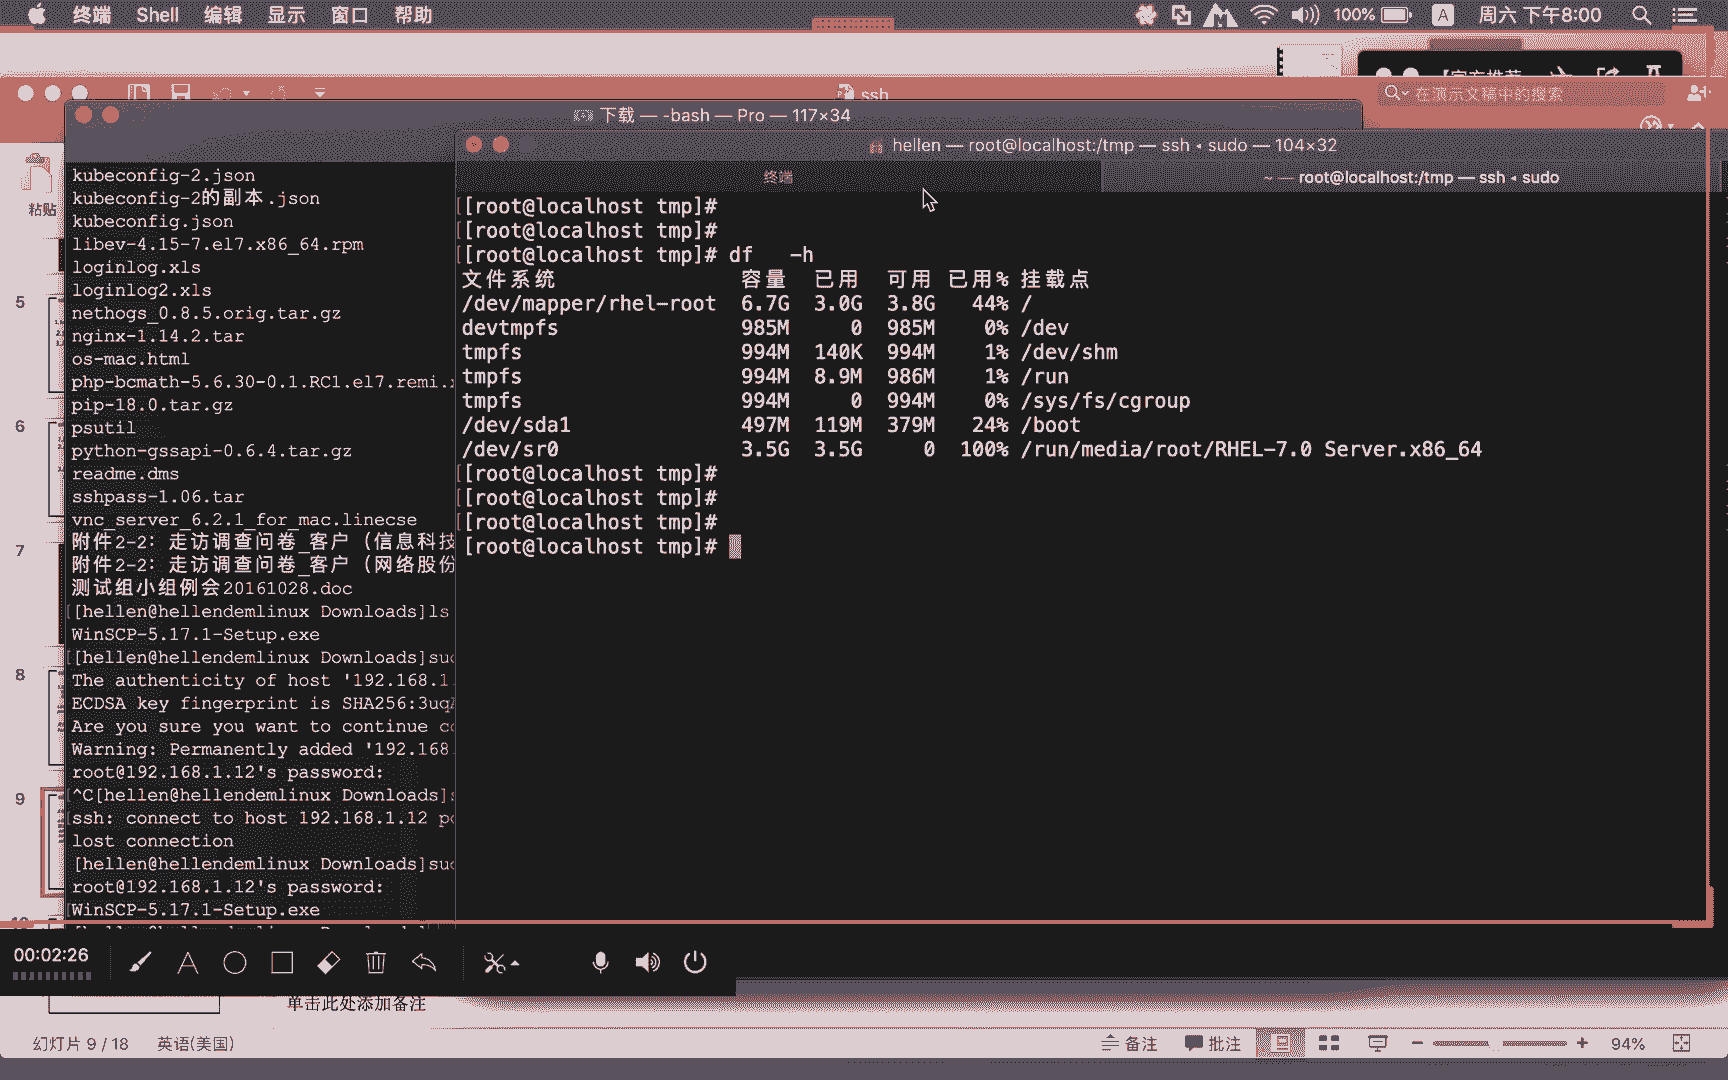 终端 Shell 编辑 显示 窗口 帮助 100% A 周六 下午8:00
ssh
在演示文稿中的搜索
下载 — -bash — Pro — 117×34
hellen — root@localhost:/tmp — ssh ◂ sudo — 104×32
终端
~ — root@localhost:/tmp — ssh ◂ sudo
粘贴
5
6
7
8
9
kubeconfig-2.json
kubeconfig-2的副本.json
kubeconfig.json
libev-4.15-7.el7.x86_64.rpm
loginlog.xls
loginlog2.xls
nethogs_0.8.5.orig.tar.gz
nginx-1.14.2.tar
os-mac.html
php-bcmath-5.6.30-0.1.RC1.el7.remi.
pip-18.0.tar.gz
psutil
python-gssapi-0.6.4.tar.gz
readme.dms
sshpass-1.06.tar
vnc_server_6.2.1_for_mac.linecse
附件2-2：走访调查问卷_客户（信息科技
附件2-2：走访调查问卷_客户（网络股份
测试组小组例会20161028.doc
[[hellen@hellendemlinux Downloads]ls
WinSCP-5.17.1-Setup.exe
[[hellen@hellendemlinux Downloads]su
The authenticity of host '192.168.1
ECDSA key fingerprint is SHA256:3uq
Are you sure you want to continue c
Warning: Permanently added '192.168
root@192.168.1.12's password:
^C[hellen@hellendemlinux Downloads]
ssh: connect to host 192.168.1.12 p
lost connection
[hellen@hellendemlinux Downloads]su
root@192.168.1.12's password:
WinSCP-5.17.1-Setup.exe
[[root@localhost tmp]#
[[root@localhost tmp]#
[[root@localhost tmp]# df   -h
文件系统 容量 已用 可用 已用% 挂载点
/dev/mapper/rhel-root 6.7G 3.0G 3.8G 44% /
devtmpfs 985M 0 985M 0% /dev
tmpfs 994M 140K 994M 1% /dev/shm
tmpfs 994M 8.9M 986M 1% /run
tmpfs 994M 0 994M 0% /sys/fs/cgroup
/dev/sda1 497M 119M 379M 24% /boot
/dev/sr0 3.5G 3.5G 0 100% /run/media/root/RHEL-7.0 Server.x86_64
[[root@localhost tmp]#
[[root@localhost tmp]#
[[root@localhost tmp]#
[root@localhost tmp]#
00:02:26
单击此处添加备注
幻灯片 9 / 18 英语(美国) 备注 批注 94%